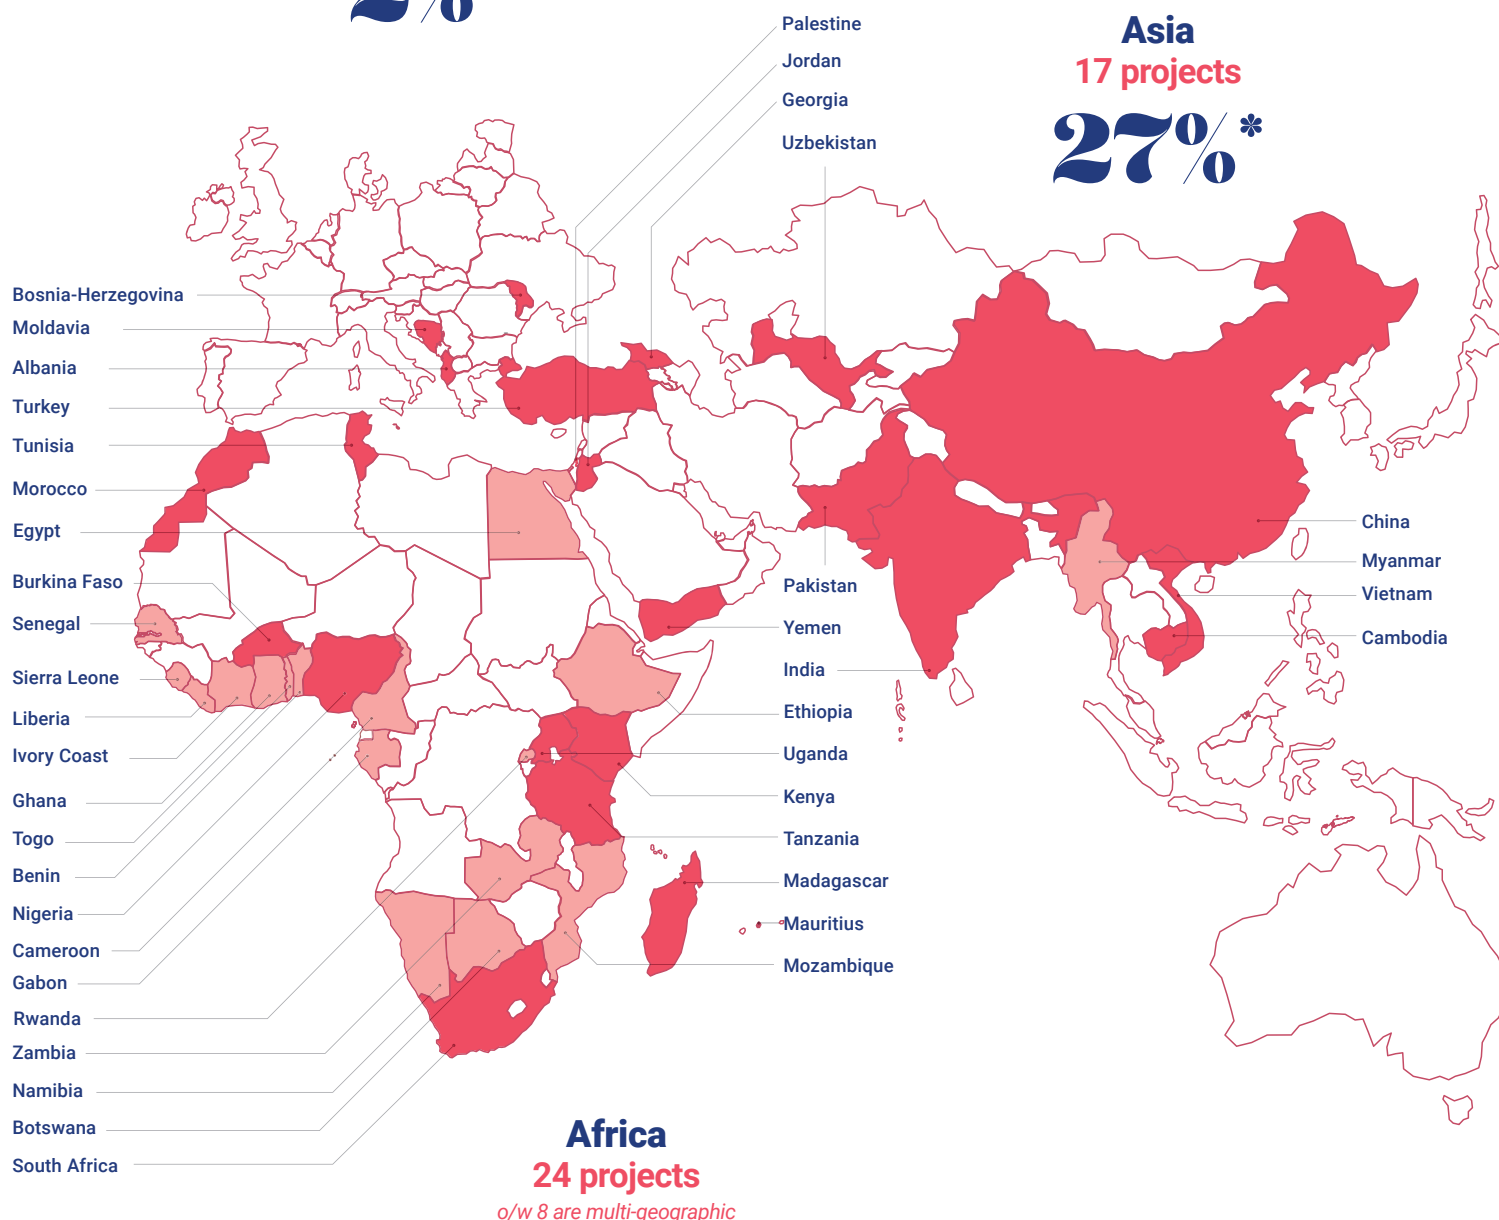 2%
Palestine
Jordan
Georgia
Uzbekistan
Asia
17 projects
27%*
Bosnia-Herzegovina
Moldavia
Albania
Turkey
Tunisia
Morocco
Egypt
Burkina Faso
Senegal
Sierra Leone
Liberia
Ivory Coast
Ghana
Togo
Benin
Nigeria
Cameroon
Gabon
Rwanda
Zambia
Namibia
Botswana
South Africa
Pakistan
Yemen
India
Ethiopia
Uganda
Kenya
Tanzania
Madagascar
Mauritius
Mozambique
China
Myanmar
Vietnam
Cambodia
Africa
24 projects
o/w 8 are multi-geographic